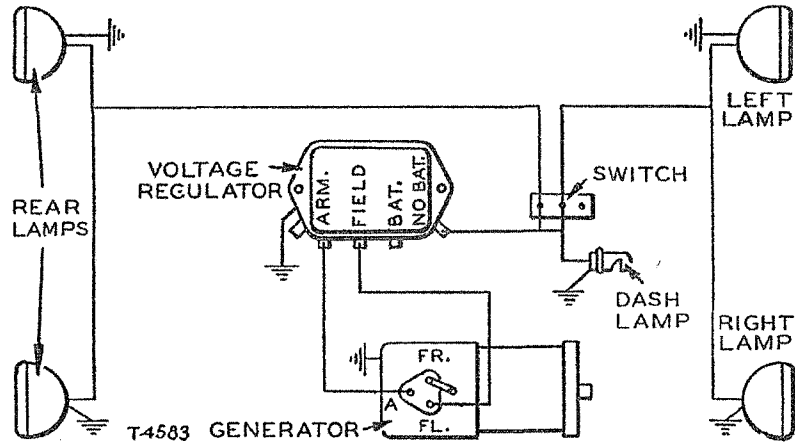 LEFT
LAMP
VOLTAGE
REGULATOR
ARM.
FIELD
BAT.
NO BAT.
SWITCH
REAR
LAMPS
DASH
LAMP
RIGHT
LAMP
FR.
A
FL.
T-4583
GENERATOR